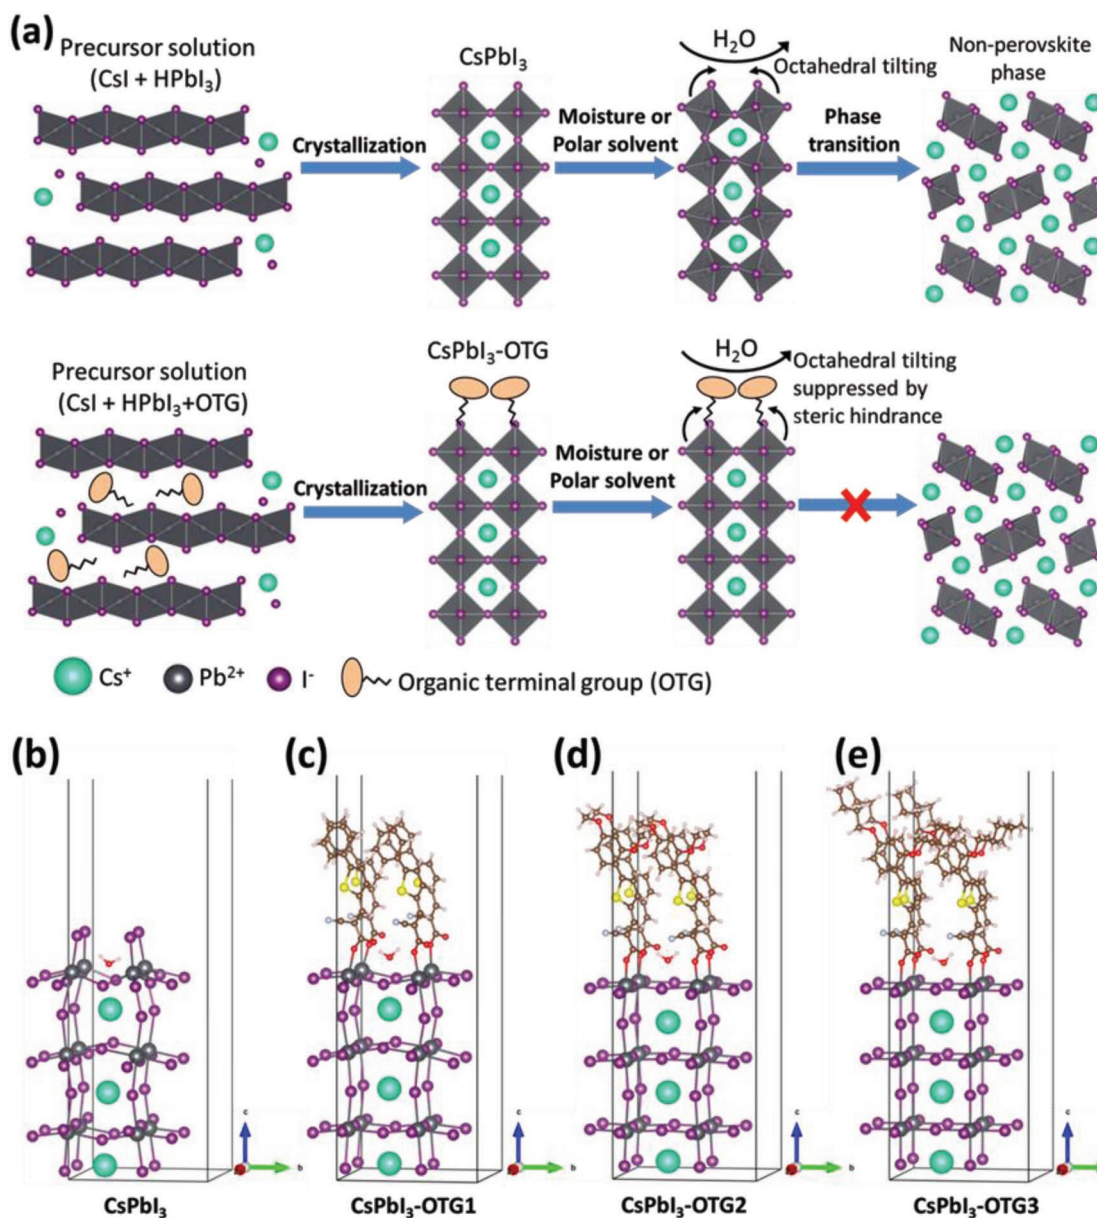 (a)
Precursor solution
(CsI + HPbI₃)
Crystallization
CsPbI₃
Moisture or
Polar solvent
H₂O
Octahedral tilting
Phase
transition
Non-perovskite
phase
Precursor solution
(CsI + HPbI₃+OTG)
Crystallization
CsPbI₃-OTG
Moisture or
Polar solvent
H₂O
Octahedral tilting
suppressed by
steric hindrance
Cs⁺
Pb²⁺
I⁻
Organic terminal group (OTG)
(b)
(c)
(d)
(e)
c
b
c
b
c
b
c
b
CsPbI₃
CsPbI₃-OTG1
CsPbI₃-OTG2
CsPbI₃-OTG3